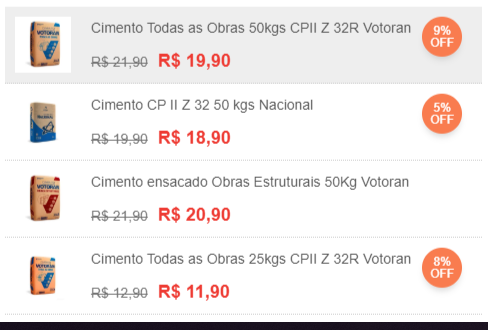 Cimento Todas as Obras 50kgs CPII Z 32R Votoran
R$ 21,90 R$ 19,90
9%
OFF
Cimento CP II Z 32 50 kgs Nacional
R$ 19,90 R$ 18,90
5%
OFF
Cimento ensacado Obras Estruturais 50Kg Votoran
R$ 21,90 R$ 20,90
Cimento Todas as Obras 25kgs CPII Z 32R Votoran
R$ 12,90 R$ 11,90
8%
OFF